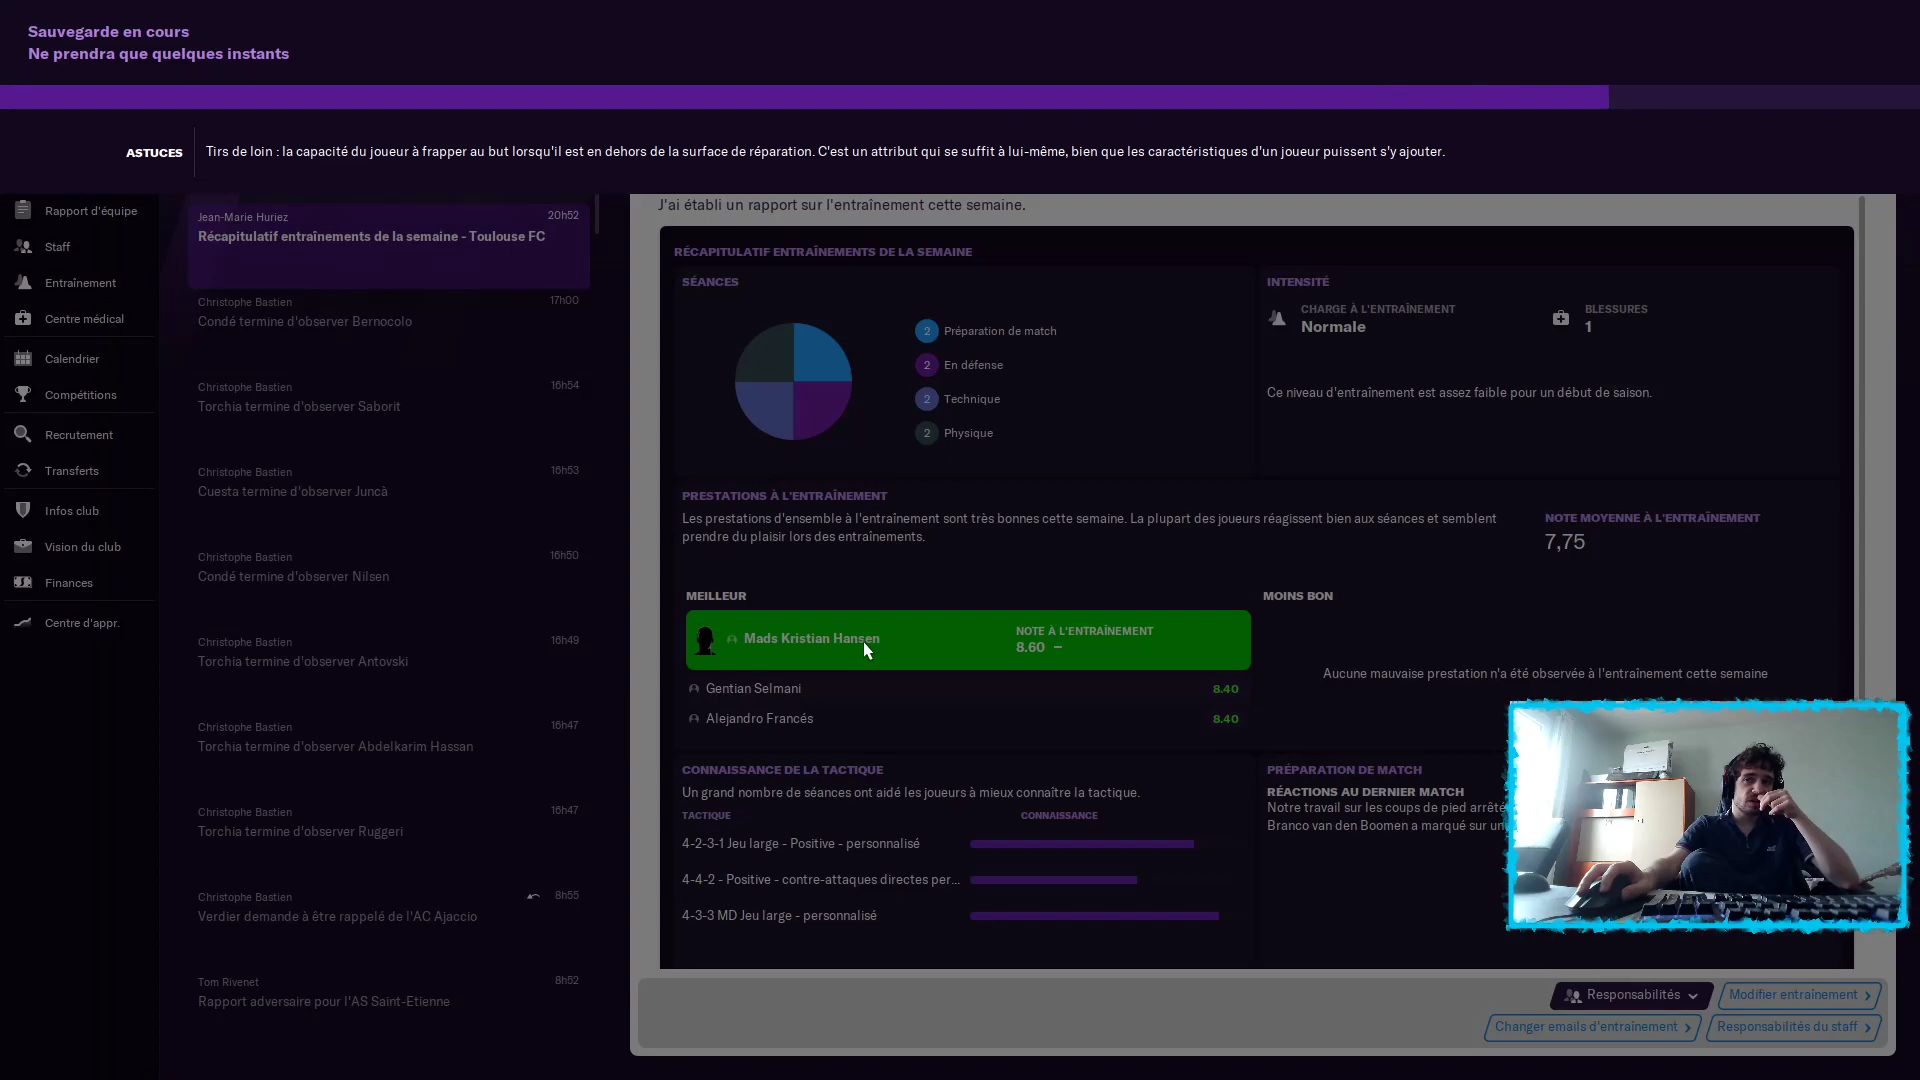 Sauvegarde en cours
Ne prendra que quelques instants
ASTUCES
Tirs de loin : la capacité du joueur à frapper au but lorsqu'il est en dehors de la surface de réparation. C'est un attribut qui se suffit à lui-même, bien que les caractéristiques d'un joueur puissent s'y ajouter.
Rapport d'équipe
Staff
Entraînement
Centre médical
Calendrier
Compétitions
Recrutement
Transferts
Infos club
Vision du club
Finances
Centre d'appr.
Jean-Marie Huriez 20h52
Récapitulatif entraînements de la semaine - Toulouse FC
Christophe Bastien 17h00
Condé termine d'observer Bernocolo
Christophe Bastien 16h54
Torchia termine d'observer Saborit
Christophe Bastien 16h53
Cuesta termine d'observer Juncà
Christophe Bastien 16h50
Condé termine d'observer Nilsen
Christophe Bastien 16h49
Torchia termine d'observer Antovski
Christophe Bastien 16h47
Torchia termine d'observer Abdelkarim Hassan
Christophe Bastien 16h47
Torchia termine d'observer Ruggeri
Christophe Bastien 8h55
Verdier demande à être rappelé de l'AC Ajaccio
Tom Rivenet 8h52
Rapport adversaire pour l'AS Saint-Etienne
J'ai établi un rapport sur l'entraînement cette semaine.
RÉCAPITULATIF ENTRAÎNEMENTS DE LA SEMAINE
SÉANCES
2 Préparation de match
2 En défense
2 Technique
2 Physique
INTENSITÉ
CHARGE À L'ENTRAÎNEMENT
Normale
BLESSURES
1
Ce niveau d'entraînement est assez faible pour un début de saison.
PRESTATIONS À L'ENTRAÎNEMENT
Les prestations d'ensemble à l'entraînement sont très bonnes cette semaine. La plupart des joueurs réagissent bien aux séances et semblent
prendre du plaisir lors des entraînements.
NOTE MOYENNE À L'ENTRAÎNEMENT
7,75
MEILLEUR
Mads Kristian Hansen
NOTE À L'ENTRAÎNEMENT
8.60 –
Gentian Selmani 8.40
Alejandro Francés 8.40
MOINS BON
Aucune mauvaise prestation n'a été observée à l'entraînement cette semaine
CONNAISSANCE DE LA TACTIQUE
Un grand nombre de séances ont aidé les joueurs à mieux connaître la tactique.
TACTIQUE CONNAISSANCE
4-2-3-1 Jeu large - Positive - personnalisé
4-4-2 - Positive - contre-attaques directes per...
4-3-3 MD Jeu large - personnalisé
PRÉPARATION DE MATCH
RÉACTIONS AU DERNIER MATCH
Notre travail sur les coups de pied arrêté
Branco van den Boomen a marqué sur un
Responsabilités
Modifier entraînement
Changer emails d'entraînement
Responsabilités du staff